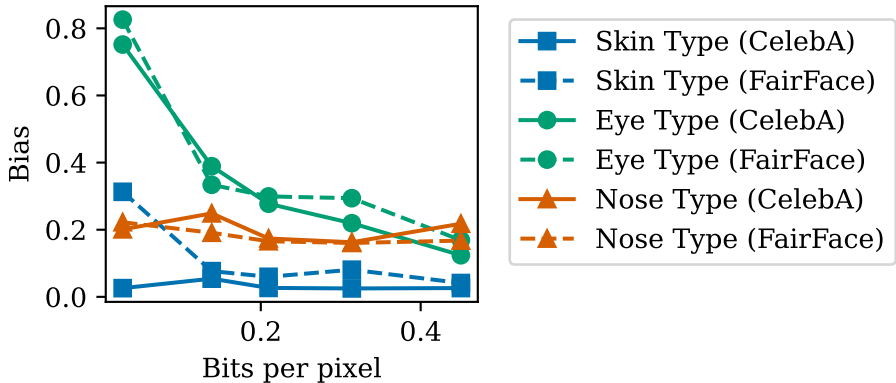 0.8
0.6
0.4
0.2
0.0
Bias
0.2
0.4
Bits per pixel
Skin Type (CelebA)
Skin Type (FairFace)
Eye Type (CelebA)
Eye Type (FairFace)
Nose Type (CelebA)
Nose Type (FairFace)